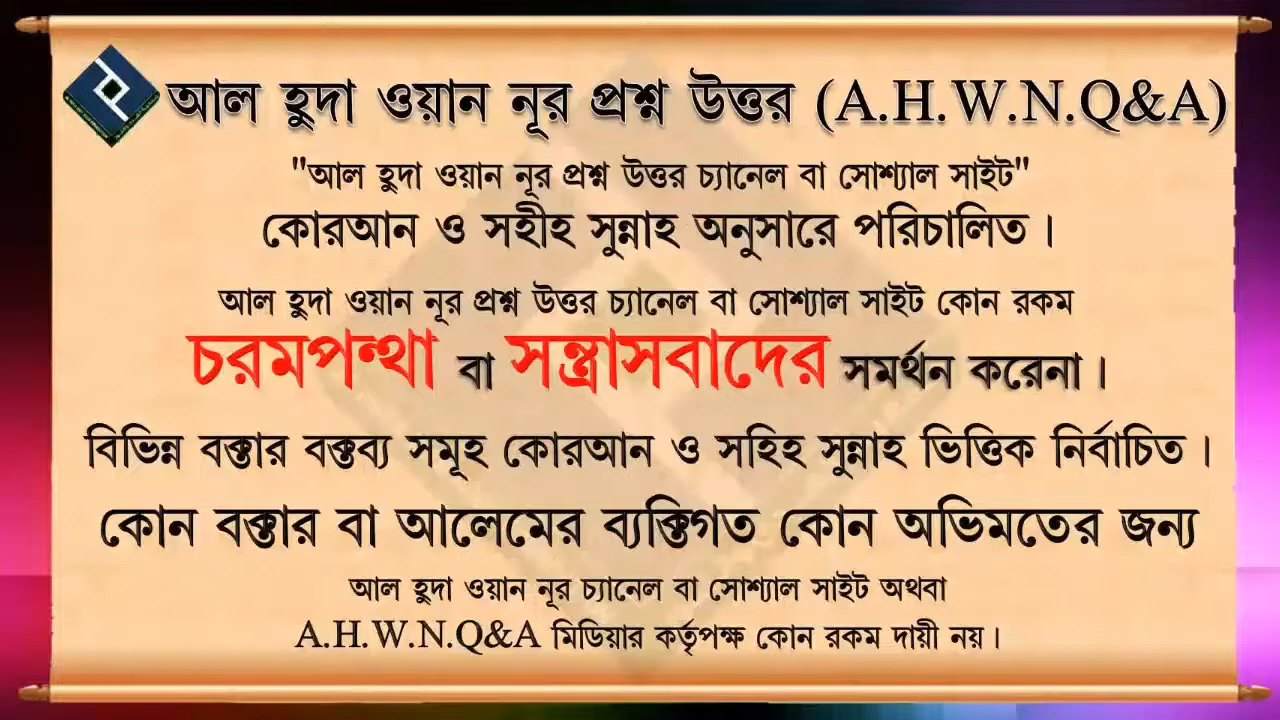 আল হুদা ওয়ান নূর প্রশ্ন উত্তর (A.H.W.N.Q&A)
"আল হুদা ওয়ান নূর প্রশ্ন উত্তর চ্যানেল বা সোশ্যাল সাইট"
কোরআন ও সহীহ সুন্নাহ অনুসারে পরিচালিত।
আল হুদা ওয়ান নূর প্রশ্ন উত্তর চ্যানেল বা সোশ্যাল সাইট কোন রকম
চরমপন্থা বা সন্ত্রাসবাদের সমর্থন করেনা।
বিভিন্ন বক্তার বক্তব্য সমূহ কোরআন ও সহিহ সুন্নাহ ভিত্তিক নির্বাচিত।
কোন বক্তার বা আলেমের ব্যক্তিগত কোন অভিমতের জন্য
আল হুদা ওয়ান নূর চ্যানেল বা সোশ্যাল সাইট অথবা
A.H.W.N.Q&A মিডিয়ার কর্তৃপক্ষ কোন রকম দায়ী নয়।